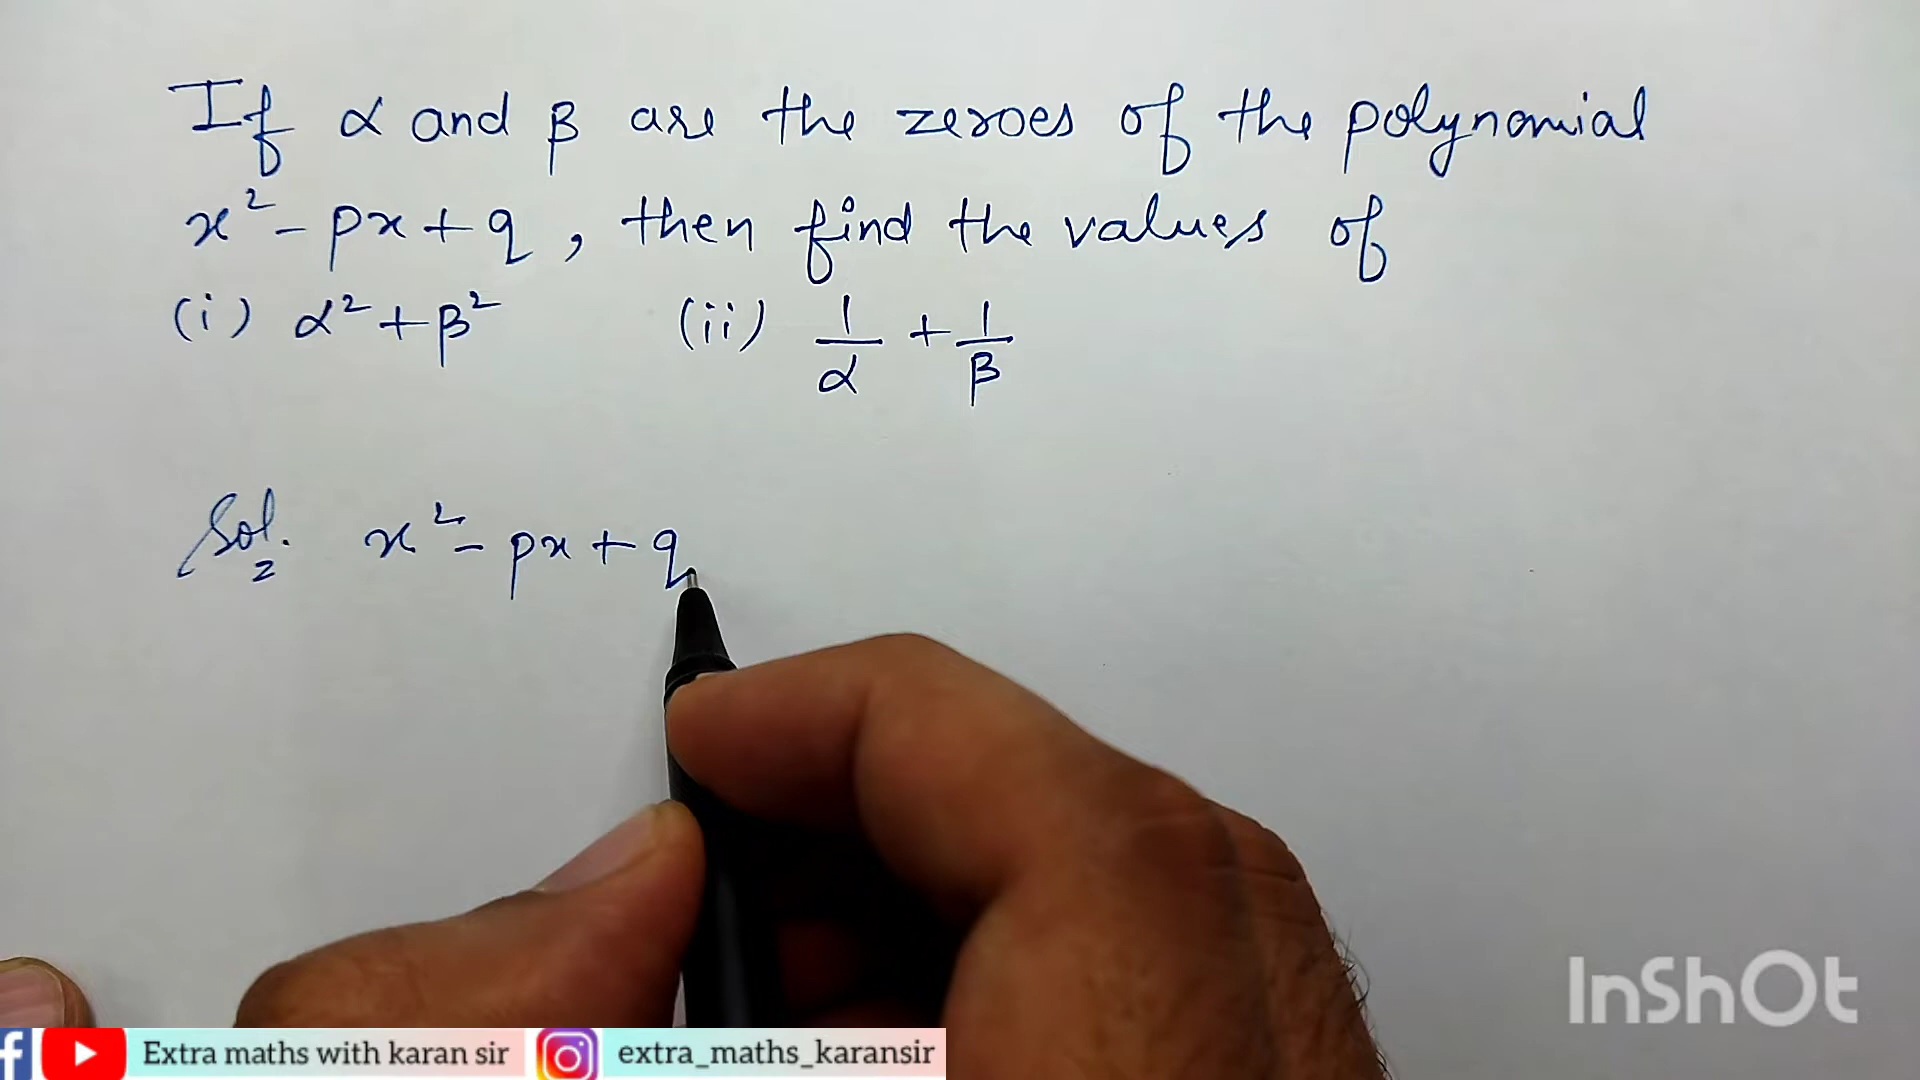 If α and β are the zeroes of the polynomial
x² - px + q, then find the values of
(i) α² + β² (ii) 1/α + 1/β
Sol. x² - px + q
InShOt
Extra maths with karan sir extra_maths_karansir